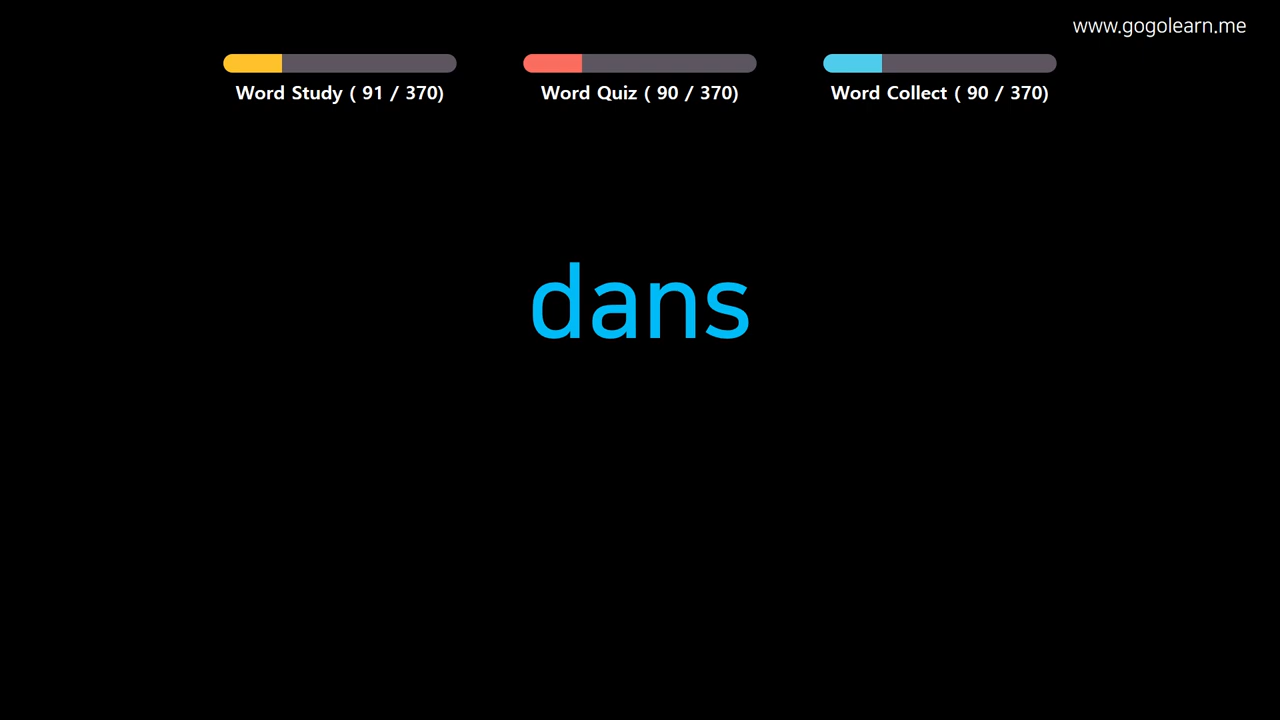 www.gogolearn.me
Word Study ( 91 / 370)
Word Quiz ( 90 / 370)
Word Collect ( 90 / 370)
dans